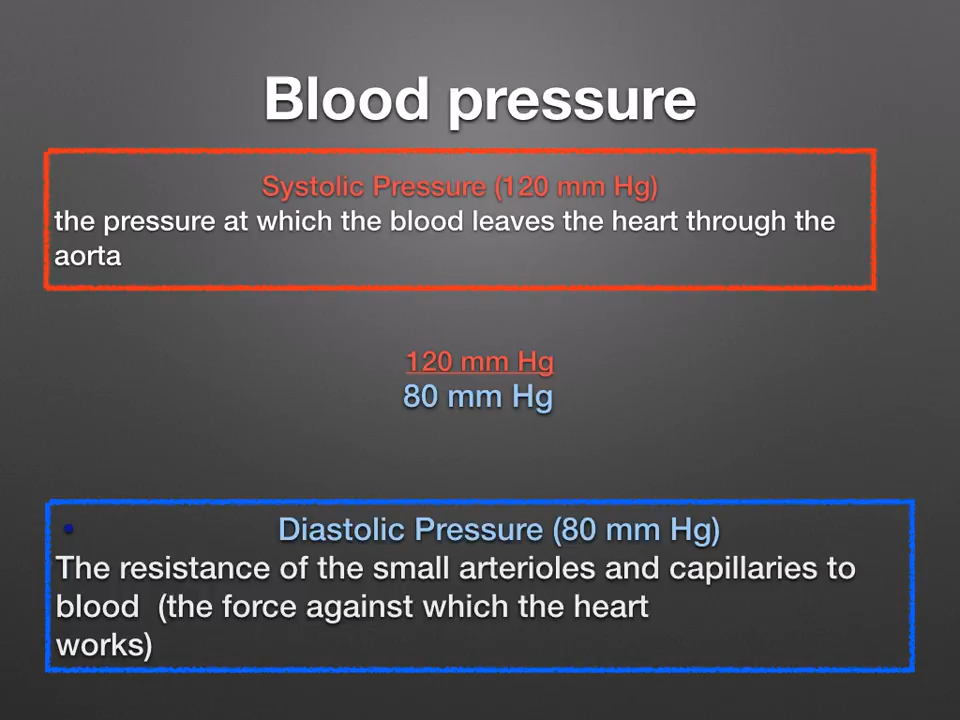 Blood pressure
Systolic Pressure (120 mm Hg)
the pressure at which the blood leaves the heart through the
aorta
120 mm Hg
80 mm Hg
• Diastolic Pressure (80 mm Hg)
The resistance of the small arterioles and capillaries to
blood  (the force against which the heart
works)